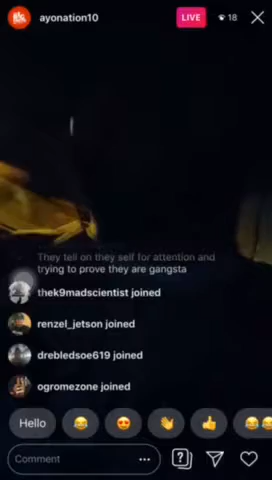 ayonation10
LIVE
18
They tell on they self for attention and
trying to prove they are gangsta
thek9madscientist joined
renzel_jetson joined
drebledsoe619 joined
ogromezone joined
Hello
Comment